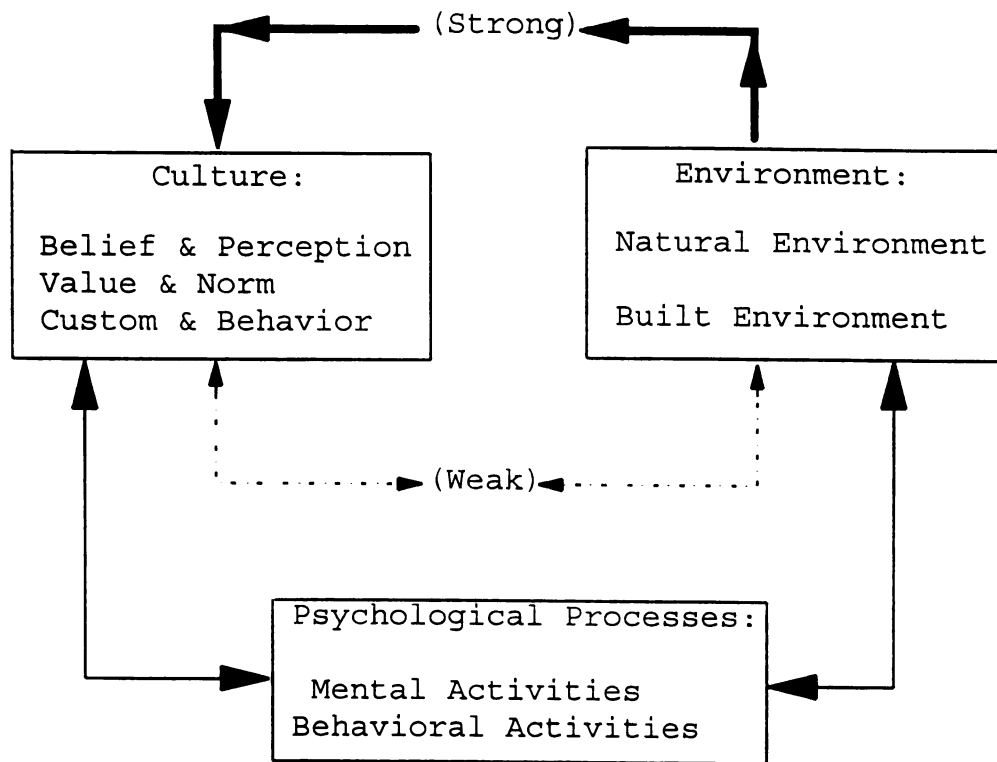 (Strong)
Culture:
Belief & Perception
Value & Norm
Custom & Behavior
Environment:
Natural Environment
Built Environment
(Weak)
Psychological Processes:
Mental Activities
Behavioral Activities